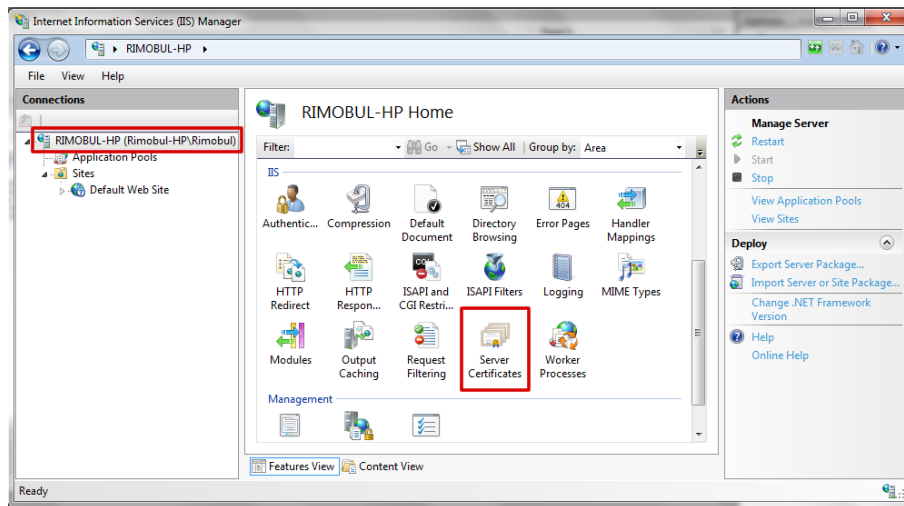 Internet Information Services (IIS) Manager
RIMOBUL-HP
File View Help
Connections
RIMOBUL-HP (Rimobul-HP\Rimobul)
Application Pools
Sites
Default Web Site
RIMOBUL-HP Home
Filter: Go Show All Group by: Area
IIS
Authentic... Compression Default Document Directory Browsing Error Pages Handler Mappings
HTTP Redirect HTTP Respon... ISAPI and CGI Restri... ISAPI Filters Logging MIME Types
Modules Output Caching Request Filtering Server Certificates Worker Processes
Management
Features View Content View
Actions
Manage Server
Restart
Start
Stop
View Application Pools
View Sites
Deploy
Export Server Package...
Import Server or Site Package...
Change .NET Framework
Version
Help
Online Help
Ready